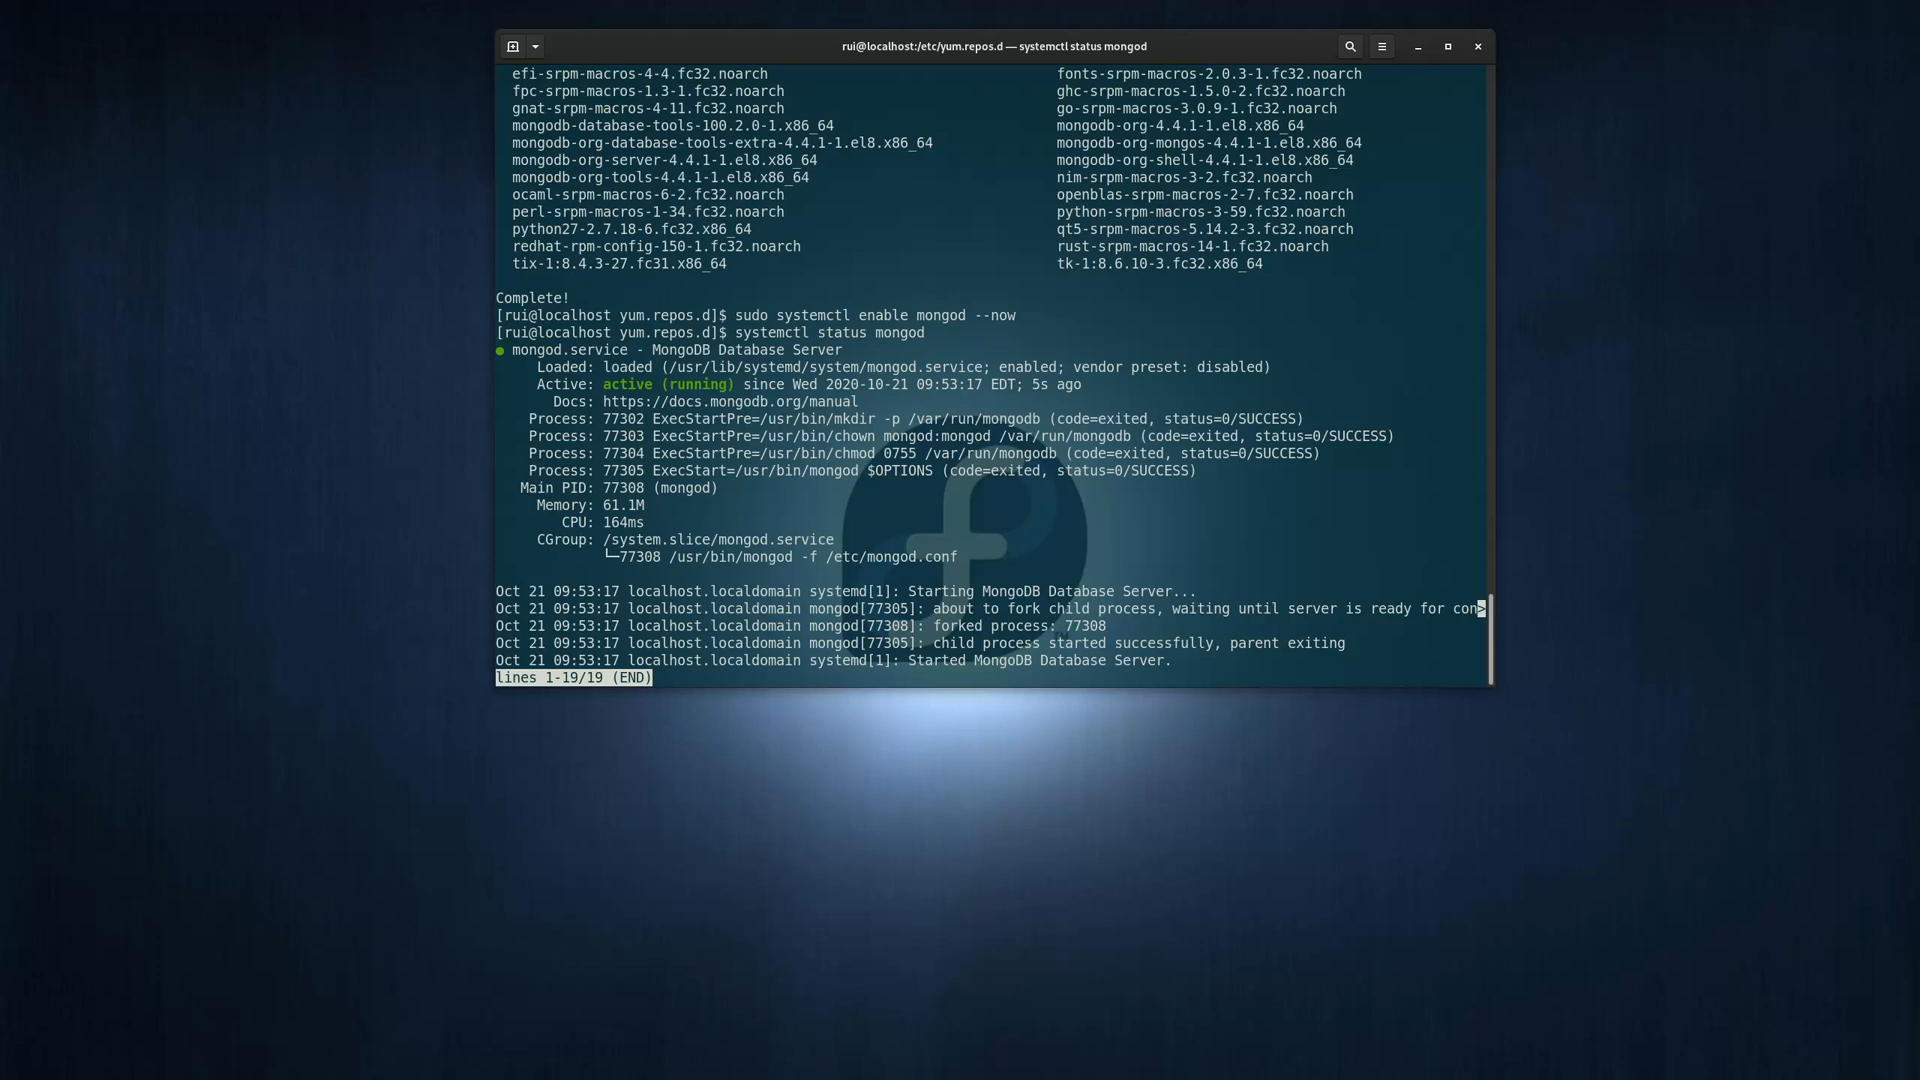 rui@localhost:/etc/yum.repos.d — systemctl status mongod
efi-srpm-macros-4-4.fc32.noarch fonts-srpm-macros-2.0.3-1.fc32.noarch
fpc-srpm-macros-1.3-1.fc32.noarch ghc-srpm-macros-1.5.0-2.fc32.noarch
gnat-srpm-macros-4-11.fc32.noarch go-srpm-macros-3.0.9-1.fc32.noarch
mongodb-database-tools-100.2.0-1.x86_64 mongodb-org-4.4.1-1.el8.x86_64
mongodb-org-database-tools-extra-4.4.1-1.el8.x86_64 mongodb-org-mongos-4.4.1-1.el8.x86_64
mongodb-org-server-4.4.1-1.el8.x86_64 mongodb-org-shell-4.4.1-1.el8.x86_64
mongodb-org-tools-4.4.1-1.el8.x86_64 nim-srpm-macros-3-2.fc32.noarch
ocaml-srpm-macros-6-2.fc32.noarch openblas-srpm-macros-2-7.fc32.noarch
perl-srpm-macros-1-34.fc32.noarch python-srpm-macros-3-59.fc32.noarch
python27-2.7.18-6.fc32.x86_64 qt5-srpm-macros-5.14.2-3.fc32.noarch
redhat-rpm-config-150-1.fc32.noarch rust-srpm-macros-14-1.fc32.noarch
tix-1:8.4.3-27.fc31.x86_64 tk-1:8.6.10-3.fc32.x86_64
Complete!
[rui@localhost yum.repos.d]$ sudo systemctl enable mongod --now
[rui@localhost yum.repos.d]$ systemctl status mongod
● mongod.service - MongoDB Database Server
Loaded: loaded (/usr/lib/systemd/system/mongod.service; enabled; vendor preset: disabled)
Active: active (running) since Wed 2020-10-21 09:53:17 EDT; 5s ago
Docs: https://docs.mongodb.org/manual
Process: 77302 ExecStartPre=/usr/bin/mkdir -p /var/run/mongodb (code=exited, status=0/SUCCESS)
Process: 77303 ExecStartPre=/usr/bin/chown mongod:mongod /var/run/mongodb (code=exited, status=0/SUCCESS)
Process: 77304 ExecStartPre=/usr/bin/chmod 0755 /var/run/mongodb (code=exited, status=0/SUCCESS)
Process: 77305 ExecStart=/usr/bin/mongod $OPTIONS (code=exited, status=0/SUCCESS)
Main PID: 77308 (mongod)
Memory: 61.1M
CPU: 164ms
CGroup: /system.slice/mongod.service
└─77308 /usr/bin/mongod -f /etc/mongod.conf
Oct 21 09:53:17 localhost.localdomain systemd[1]: Starting MongoDB Database Server...
Oct 21 09:53:17 localhost.localdomain mongod[77305]: about to fork child process, waiting until server is ready for con>
Oct 21 09:53:17 localhost.localdomain mongod[77308]: forked process: 77308
Oct 21 09:53:17 localhost.localdomain mongod[77305]: child process started successfully, parent exiting
Oct 21 09:53:17 localhost.localdomain systemd[1]: Started MongoDB Database Server.
lines 1-19/19 (END)